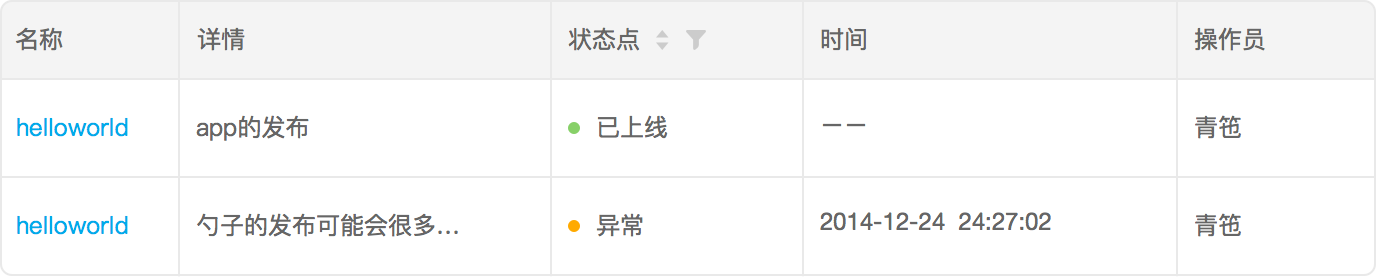 名称 详情 状态点 时间 操作员
helloworld app的发布 已上线 －－ 青笆
helloworld 勺子的发布可能会很多... 异常 2014-12-24 24:27:02 青笆